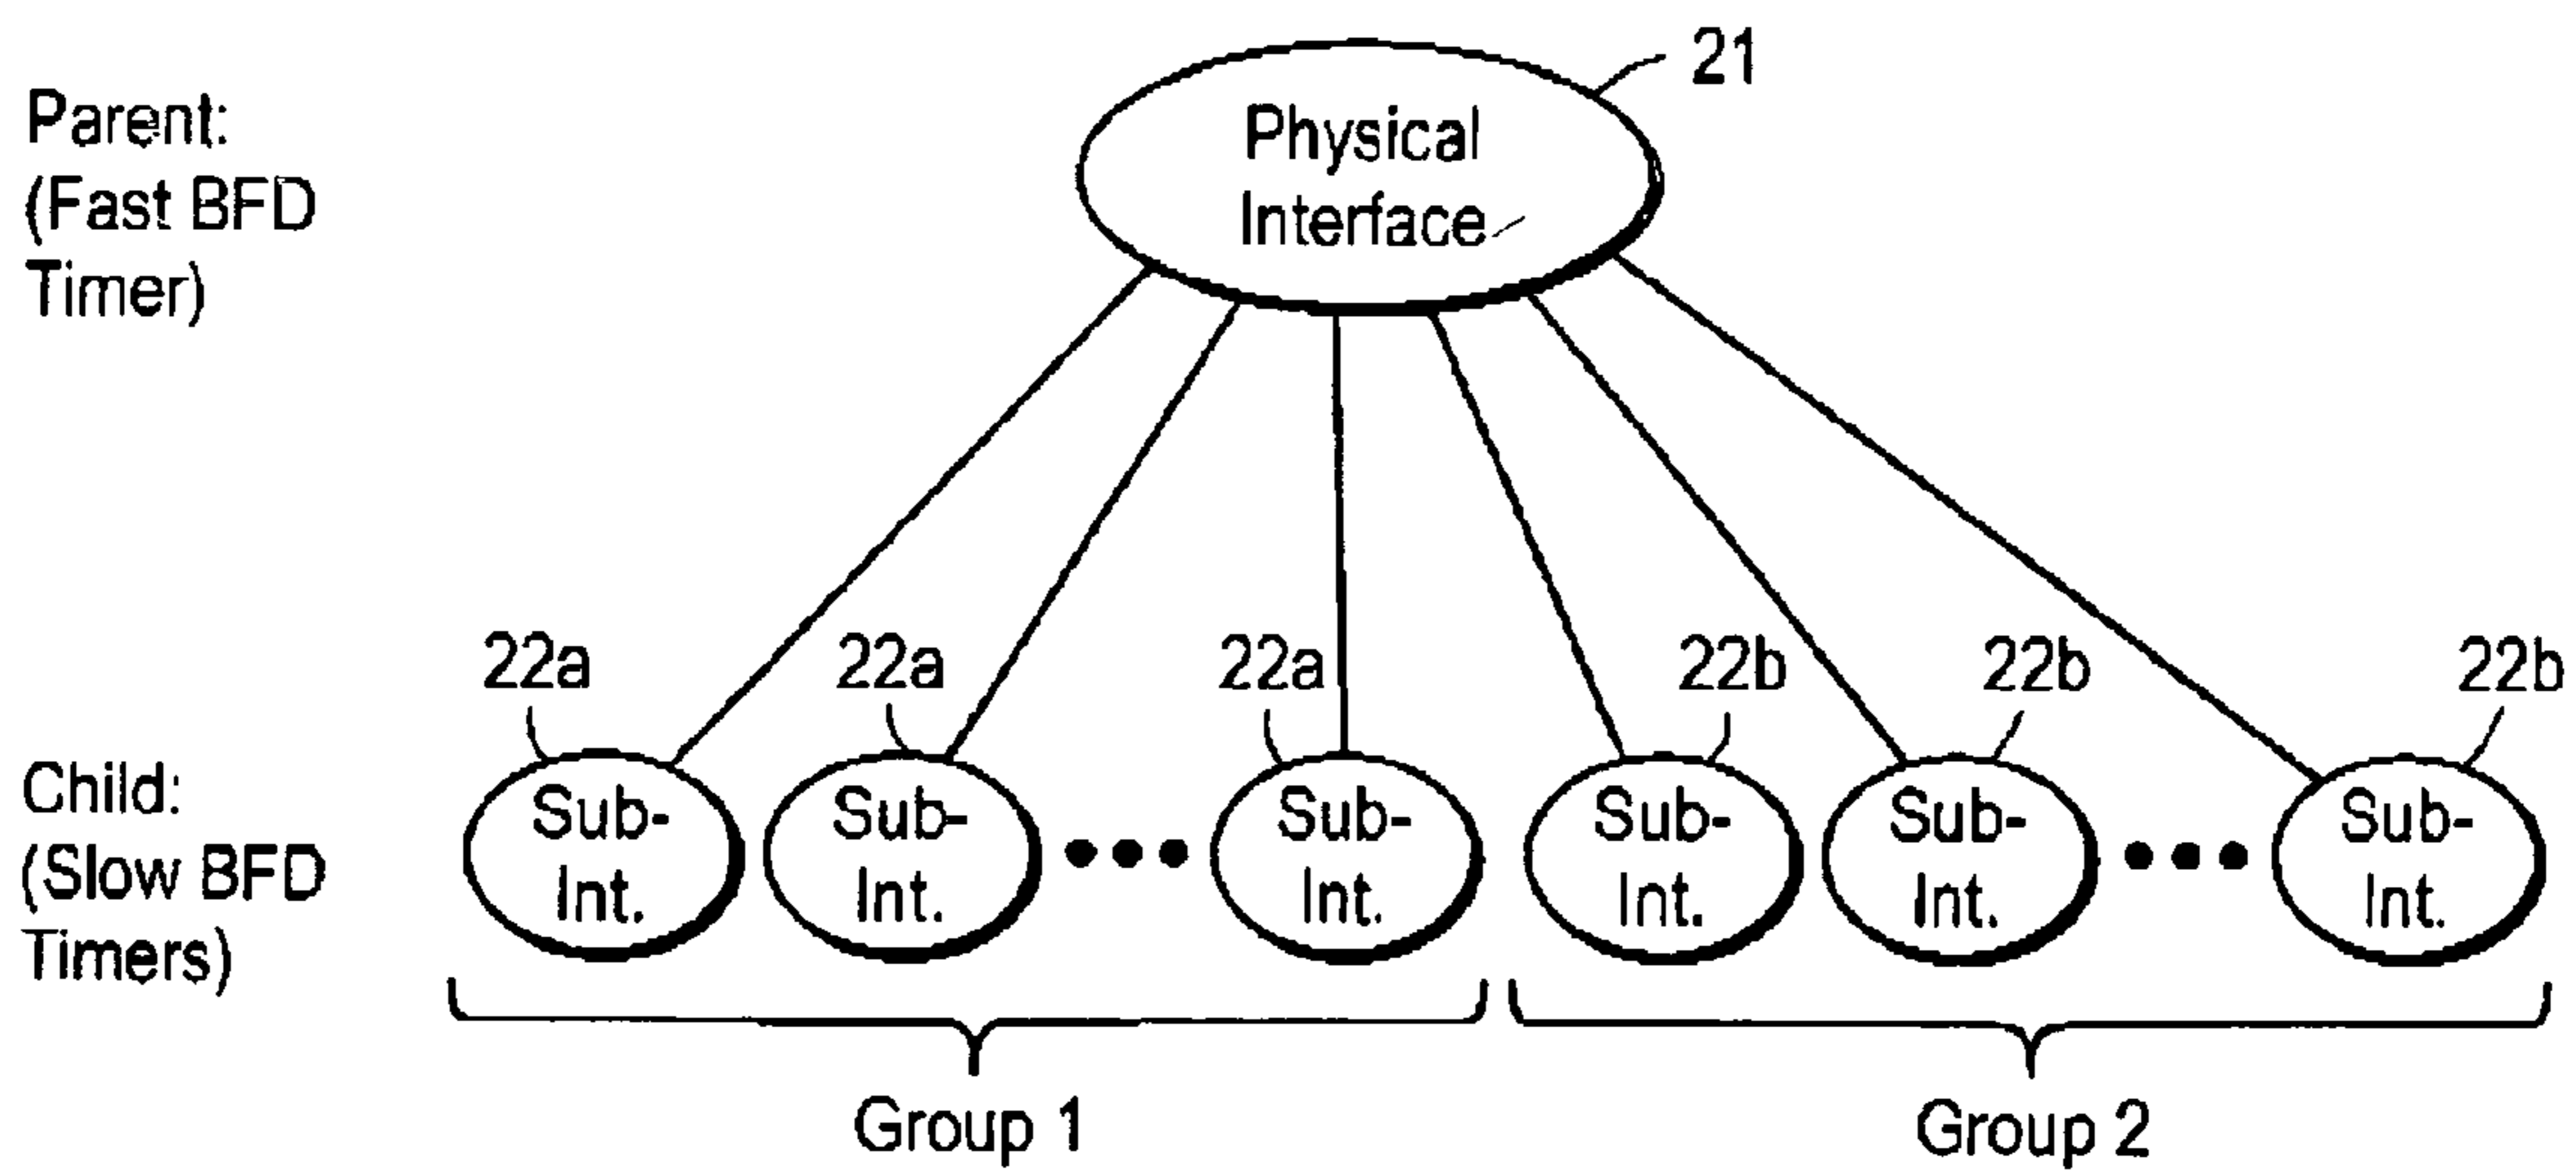 21
Parent:
(Fast BFD
Timer)
Physical
Interface
22a 22a 22a 22b 22b 22b
Child:
(Slow BFD
Timers)
Sub-
Int.
Sub-
Int.
Sub-
Int.
Sub-
Int.
Sub-
Int.
Sub-
Int.
Group 1
Group 2